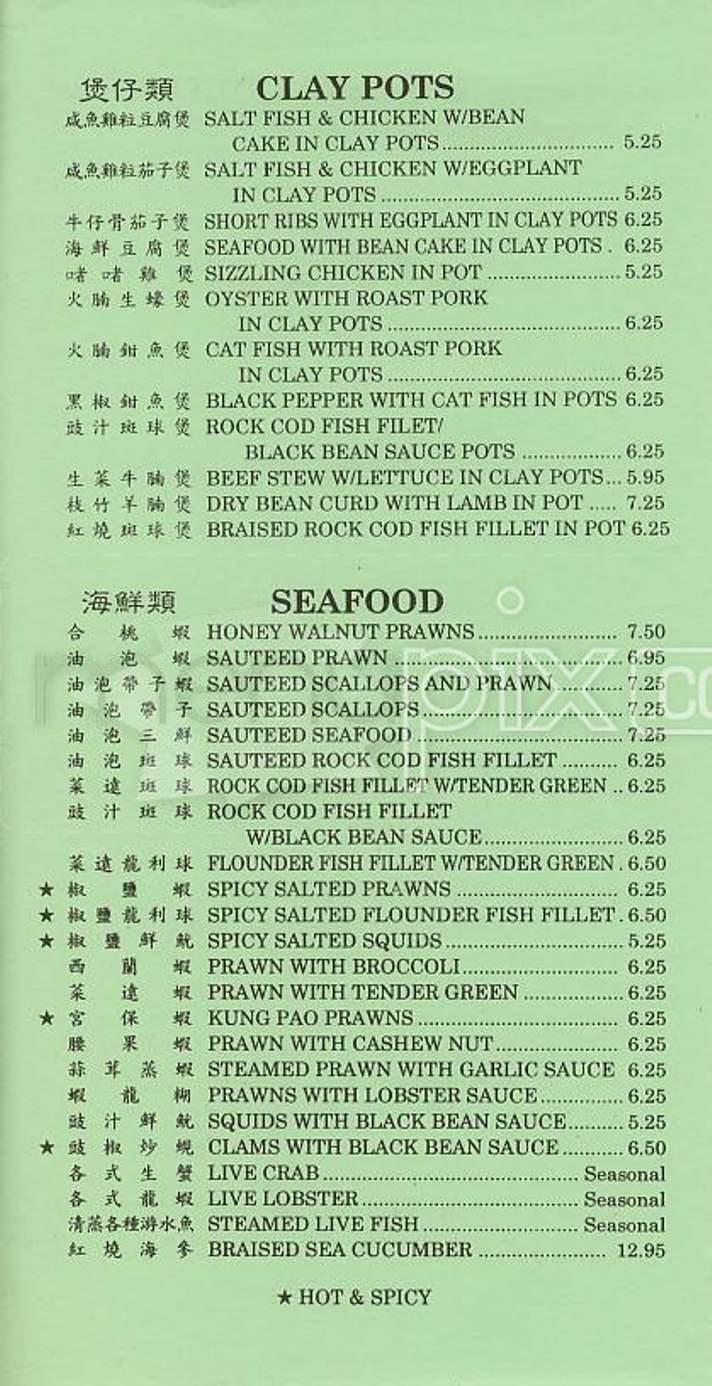 煲仔類 CLAY POTS
咸魚雞粒豆腐煲 SALT FISH & CHICKEN W/BEAN
CAKE IN CLAY POTS.............................. 5.25
咸魚雞粒茄子煲 SALT FISH & CHICKEN W/EGGPLANT
IN CLAY POTS.......................................... 5.25
牛仔骨茄子煲 SHORT RIBS WITH EGGPLANT IN CLAY POTS 6.25
海鮮豆腐煲 SEAFOOD WITH BEAN CAKE IN CLAY POTS . 6.25
啫啫雞煲 SIZZLING CHICKEN IN POT ........................ 5.25
火腩生蠔煲 OYSTER WITH ROAST PORK
IN CLAY POTS ......................................... 6.25
火腩鉗魚煲 CAT FISH WITH ROAST PORK
IN CLAY POTS ......................................... 6.25
黑椒鉗魚煲 BLACK PEPPER WITH CAT FISH IN POTS 6.25
豉汁斑球煲 ROCK COD FISH FILET/
BLACK BEAN SAUCE POTS .................. 6.25
生菜牛腩煲 BEEF STEW W/LETTUCE IN CLAY POTS... 5.95
枝竹羊腩煲 DRY BEAN CURD WITH LAMB IN POT ..... 7.25
紅燒斑球煲 BRAISED ROCK COD FISH FILLET IN POT 6.25
海鮮類 SEAFOOD
合桃蝦 HONEY WALNUT PRAWNS......................... 7.50
油泡蝦 SAUTEED PRAWN ........................................ 6.95
油泡帶子蝦 SAUTEED SCALLOPS AND PRAWN ........... 7.25
油泡帶子 SAUTEED SCALLOPS................................... 7.25
油泡三鮮 SAUTEED SEAFOOD .................................... 7.25
油泡斑球 SAUTEED ROCK COD FISH FILLET .......... 6.25
菜遠斑球 ROCK COD FISH FILLET W/TENDER GREEN .. 6.25
豉汁斑球 ROCK COD FISH FILLET
W/BLACK BEAN SAUCE......................... 6.25
菜遠龍利球 FLOUNDER FISH FILLET W/TENDER GREEN . 6.50
★ 椒鹽蝦 SPICY SALTED PRAWNS ............................. 6.25
★ 椒鹽龍利球 SPICY SALTED FLOUNDER FISH FILLET . 6.50
★ 椒鹽鮮魷 SPICY SALTED SQUIDS ............................... 5.25
西蘭蝦 PRAWN WITH BROCCOLI............................ 6.25
菜遠蝦 PRAWN WITH TENDER GREEN .................. 6.25
★ 宮保蝦 KUNG PAO PRAWNS .................................... 6.25
腰果蝦 PRAWN WITH CASHEW NUT...................... 6.25
蒜茸蒸蝦 STEAMED PRAWN WITH GARLIC SAUCE 6.25
蝦龍糊 PRAWNS WITH LOBSTER SAUCE............... 6.25
豉汁鮮魷 SQUIDS WITH BLACK BEAN SAUCE.......... 5.25
★ 豉椒炒蜆 CLAMS WITH BLACK BEAN SAUCE ........... 6.50
各式生蟹 LIVE CRAB .............................................. Seasonal
各式龍蝦 LIVE LOBSTER ....................................... Seasonal
清蒸各種游水魚 STEAMED LIVE FISH ............................ Seasonal
紅燒海參 BRAISED SEA CUCUMBER ....................... 12.95
★ HOT & SPICY